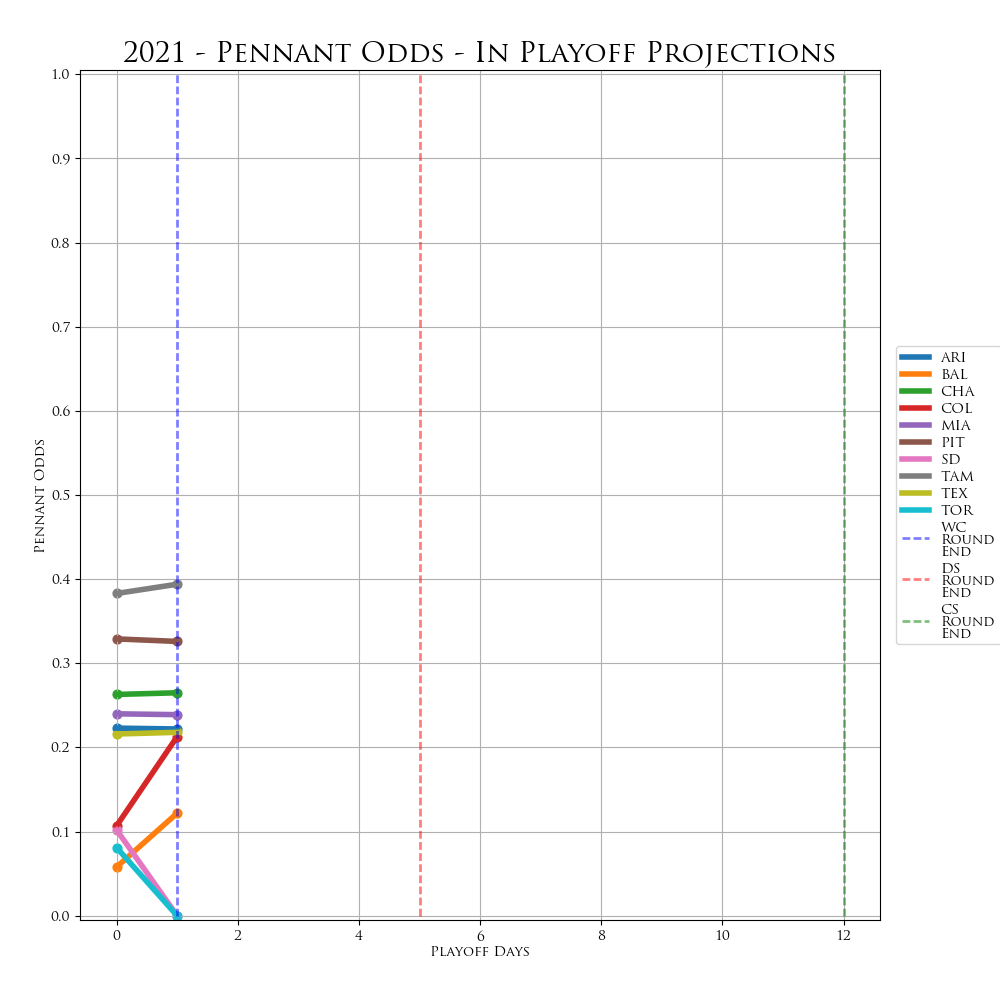 2021 - Pennant Odds - In Playoff Projections
1.0
0.9
0.8
0.7
0.6
0.5
0.4
0.3
0.2
0.1
0.0
Pennant Odds
0 2 4 6 8 10 12
Playoff Days
ARI
BAL
CHA
COL
MIA
PIT
SD
TAM
TEX
TOR
WC
Round
End
DS
Round
End
CS
Round
End